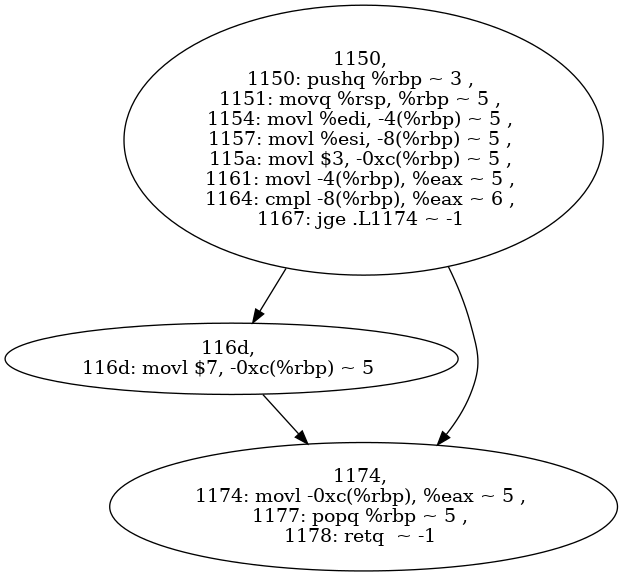 1150,
1150: pushq %rbp ~ 3 ,
1151: movq %rsp, %rbp ~ 5 ,
1154: movl %edi, -4(%rbp) ~ 5 ,
1157: movl %esi, -8(%rbp) ~ 5 ,
115a: movl $3, -0xc(%rbp) ~ 5 ,
1161: movl -4(%rbp), %eax ~ 5 ,
1164: cmpl -8(%rbp), %eax ~ 6 ,
1167: jge .L1174 ~ -1
116d,
116d: movl $7, -0xc(%rbp) ~ 5
1174,
1174: movl -0xc(%rbp), %eax ~ 5 ,
1177: popq %rbp ~ 5 ,
1178: retq  ~ -1